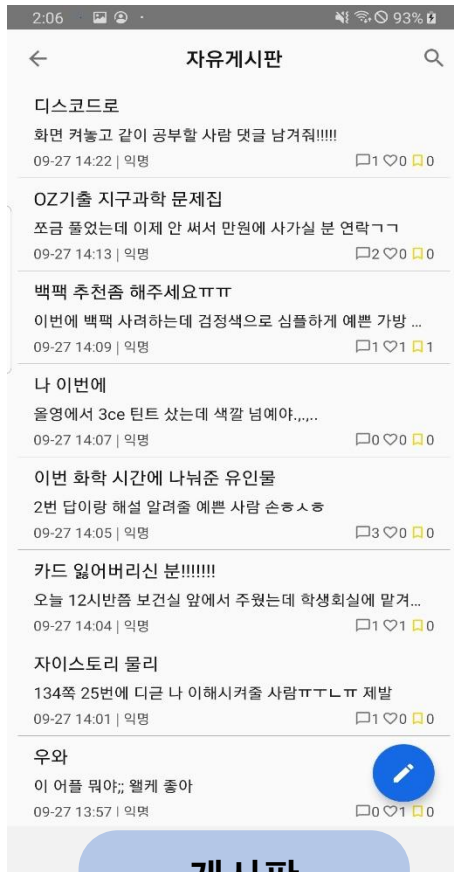 2:06
93%
자유게시판
디스코드로
화면 켜놓고 같이 공부할 사람 댓글 남겨줘!!!!!
09-27 14:22 | 익명 1 0 0
OZ기출 지구과학 문제집
쪼금 풀었는데 이제 안 써서 만원에 사가실 분 연락ㄱㄱ
09-27 14:13 | 익명 2 0 0
백팩 추천좀 해주세요ㅠㅠ
이번에 백팩 사려하는데 검정색으로 심플하게 예쁜 가방 ...
09-27 14:09 | 익명 1 1 1
나 이번에
올영에서 3ce 틴트 샀는데 색깔 넘예야.,.,..
09-27 14:07 | 익명 0 0 0
이번 화학 시간에 나눠준 유인물
2번 답이랑 해설 알려줄 예쁜 사람 손ㅎㅅㅎ
09-27 14:05 | 익명 3 0 0
카드 잃어버리신 분!!!!!!!
오늘 12시반쯤 보건실 앞에서 주웠는데 학생회실에 맡겨...
09-27 14:04 | 익명 1 1 0
자이스토리 물리
134쪽 25번에 디귿 나 이해시켜줄 사람ㅠㅜㄴㅠ 제발
09-27 14:01 | 익명 1 0 0
우와
이 어플 뭐야;; 왤케 좋아
09-27 13:57 | 익명 0 1 0
게시판